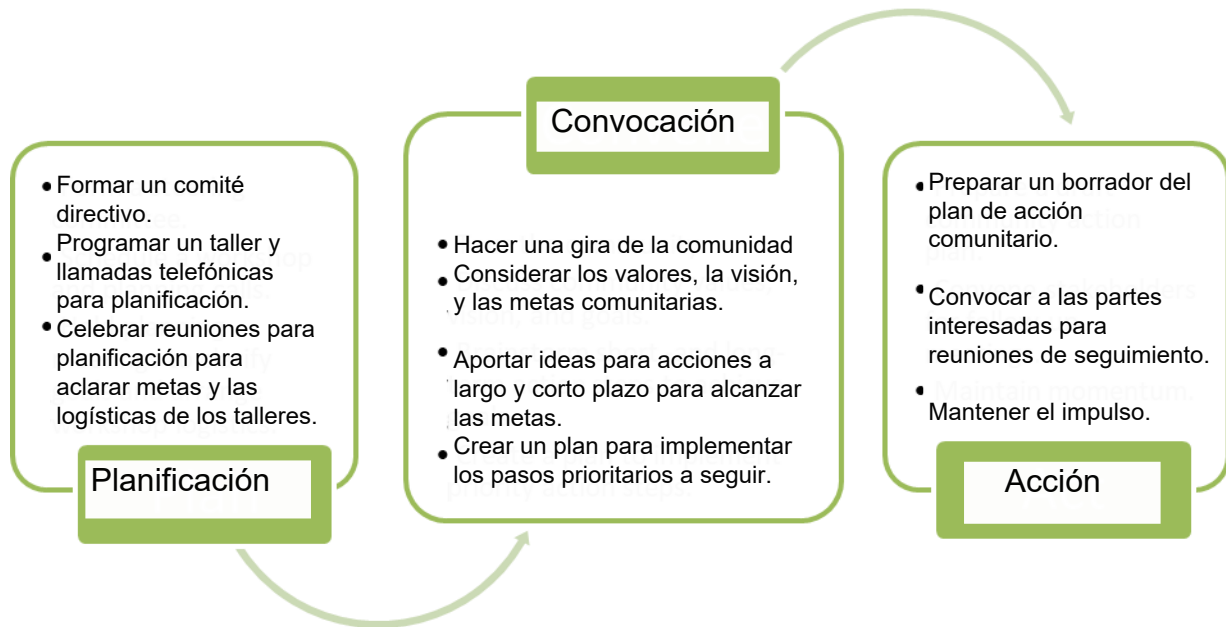 • Formar un comité
directivo.
• Programar un taller y
llamadas telefónicas
para planificación.
• Celebrar reuniones para
planificación para
aclarar metas y las
logísticas de los talleres.
Planificación
Convocación
• Hacer una gira de la comunidad
• Considerar los valores, la visión,
y las metas comunitarias.
• Aportar ideas para acciones a
largo y corto plazo para alcanzar
las metas.
• Crear un plan para implementar
los pasos prioritarios a seguir.
• Preparar un borrador del
plan de acción
comunitario.
• Convocar a las partes
interesadas para
reuniones de seguimiento.
• Mantener el impulso.
Acción